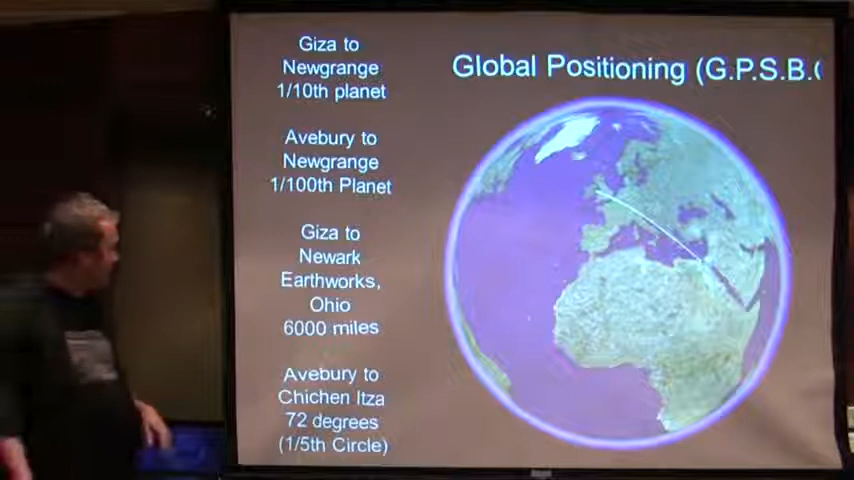 Giza to
Newgrange
1/10th planet
Avebury to
Newgrange
1/100th Planet
Giza to
Newark
Earthworks,
Ohio
6000 miles
Avebury to
Chichen Itza
72 degrees
(1/5th Circle)
Global Positioning (G.P.S.B.